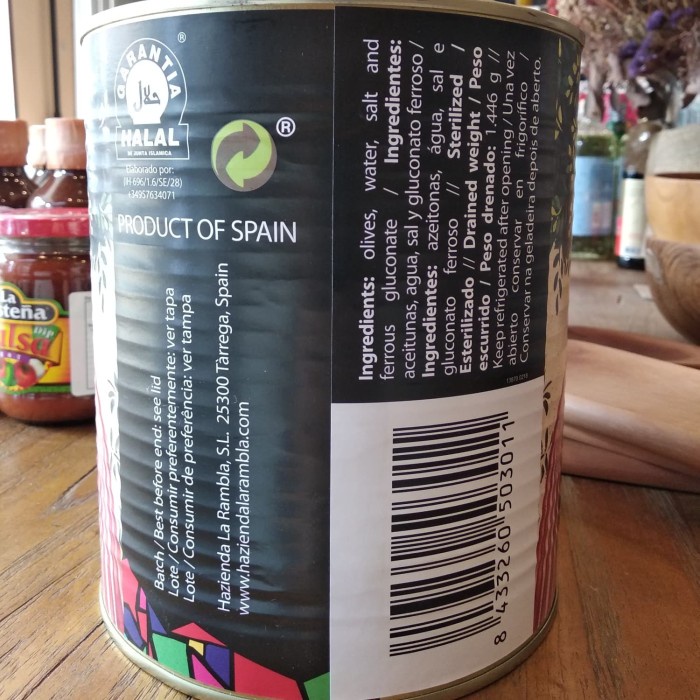 GARANTIA
®
HALAL
DE JUNTA ISLAMICA
Elaborado por:
(IH 696/1.6/SE/28)
+34957634071
®
PRODUCT OF SPAIN
Batch / Best before end: see lid
Lote / Consumir preferentemente: ver tapa
Lote / Consumir de preferência: ver tampa
Hazienda La Rambla, S.L. 25300 Tàrrega, Spain
www.haziendalarambla.com
Ingredients: olives, water, salt and
ferrous gluconate / Ingredientes:
aceitunas, agua, sal y gluconato ferroso /
Ingredientes: azeitonas, água, sal e
gluconato ferroso // Sterilized /
Esterilizado // Drained weight / Peso
escurrido / Peso drenado: 1.446 g //
Keep refrigerated after opening / Una vez
abierto conservar en frigorífico /
Conservar na geladeira depois de aberto.
8 433260 503011
La
DIP